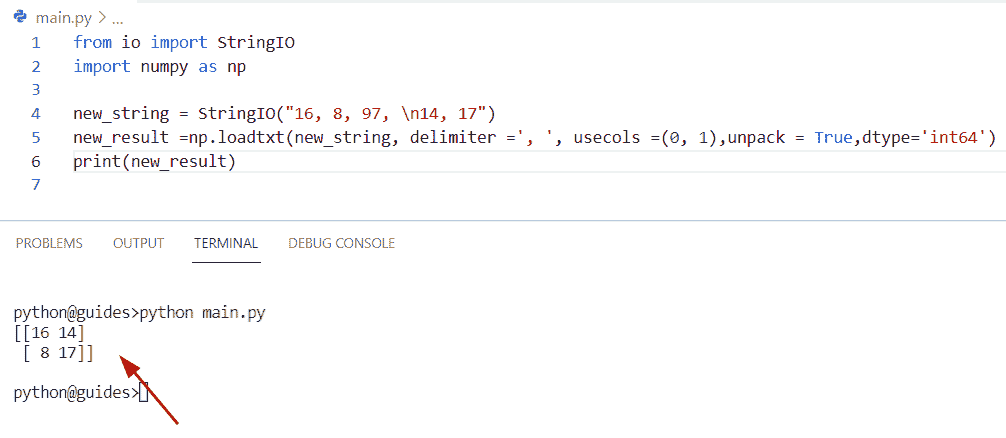 main.py > ...
1 from io import StringIO
2 import numpy as np
3
4 new_string = StringIO("16, 8, 97, \n14, 17")
5 new_result =np.loadtxt(new_string, delimiter =', ', usecols =(0, 1),unpack = True,dtype='int64')
6 print(new_result)
7
PROBLEMS OUTPUT TERMINAL DEBUG CONSOLE
python@guides>python main.py
[[16 14]
 [ 8 17]]
python@guides>